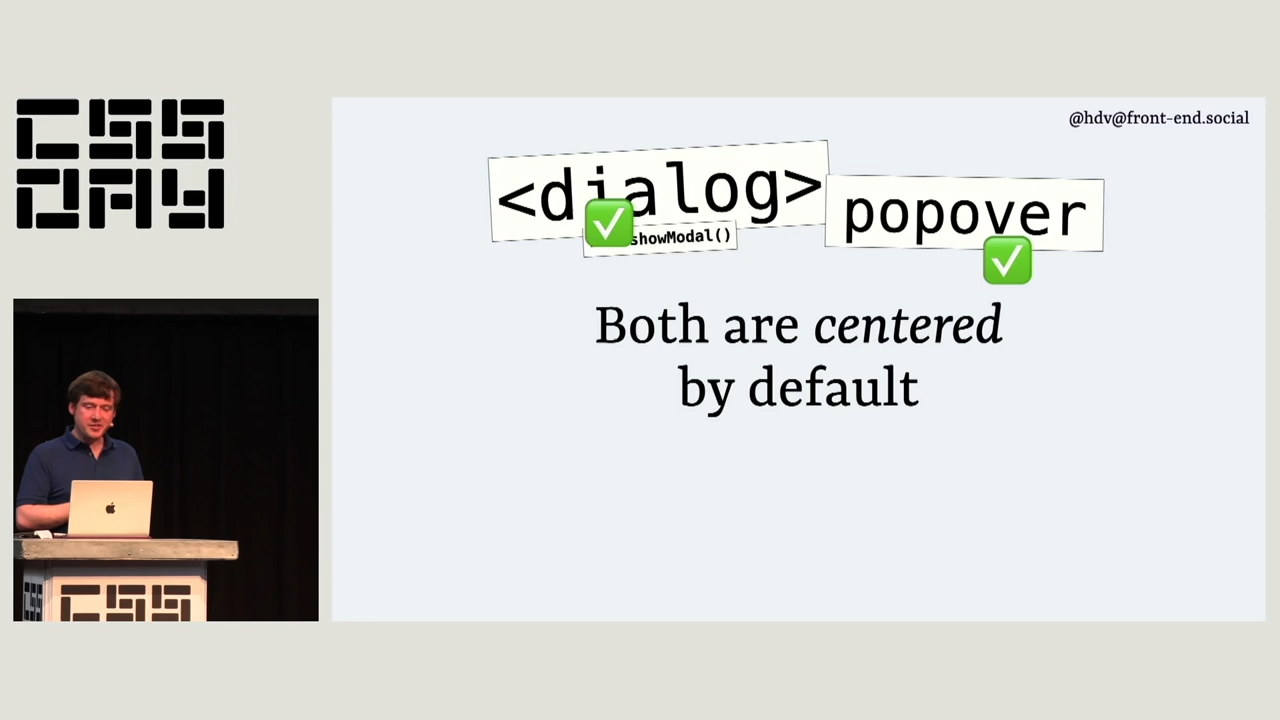 CSS
DAY
@hdv@front-end.social
<dialog>
showModal()
popover
Both are centered
by default
CSS